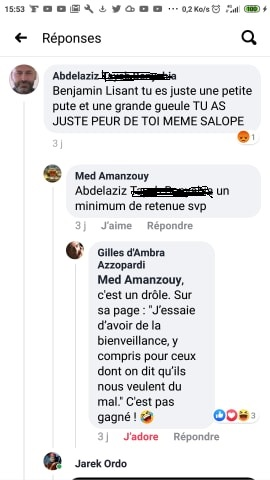 15:53
0,2 Ko/s
100
Réponses
Abdelaziz
Benjamin Lisant tu es juste une petite
pute et une grande gueule TU AS
JUSTE PEUR DE TOI MEME SALOPE
1
3 j
Med Amanzouy
Abdelaziz un
minimum de retenue svp
3 j J'aime Répondre
Gilles d'Ambra
Azzopardi
Med Amanzouy,
c'est un drôle. Sur
sa page : "J'essaie
d'avoir de la
bienveillance, y
compris pour ceux
dont on dit qu'ils
nous veulent du
mal." C'est pas
gagné ! 🤣
3
3 j J'adore Répondre
Jarek Ordo